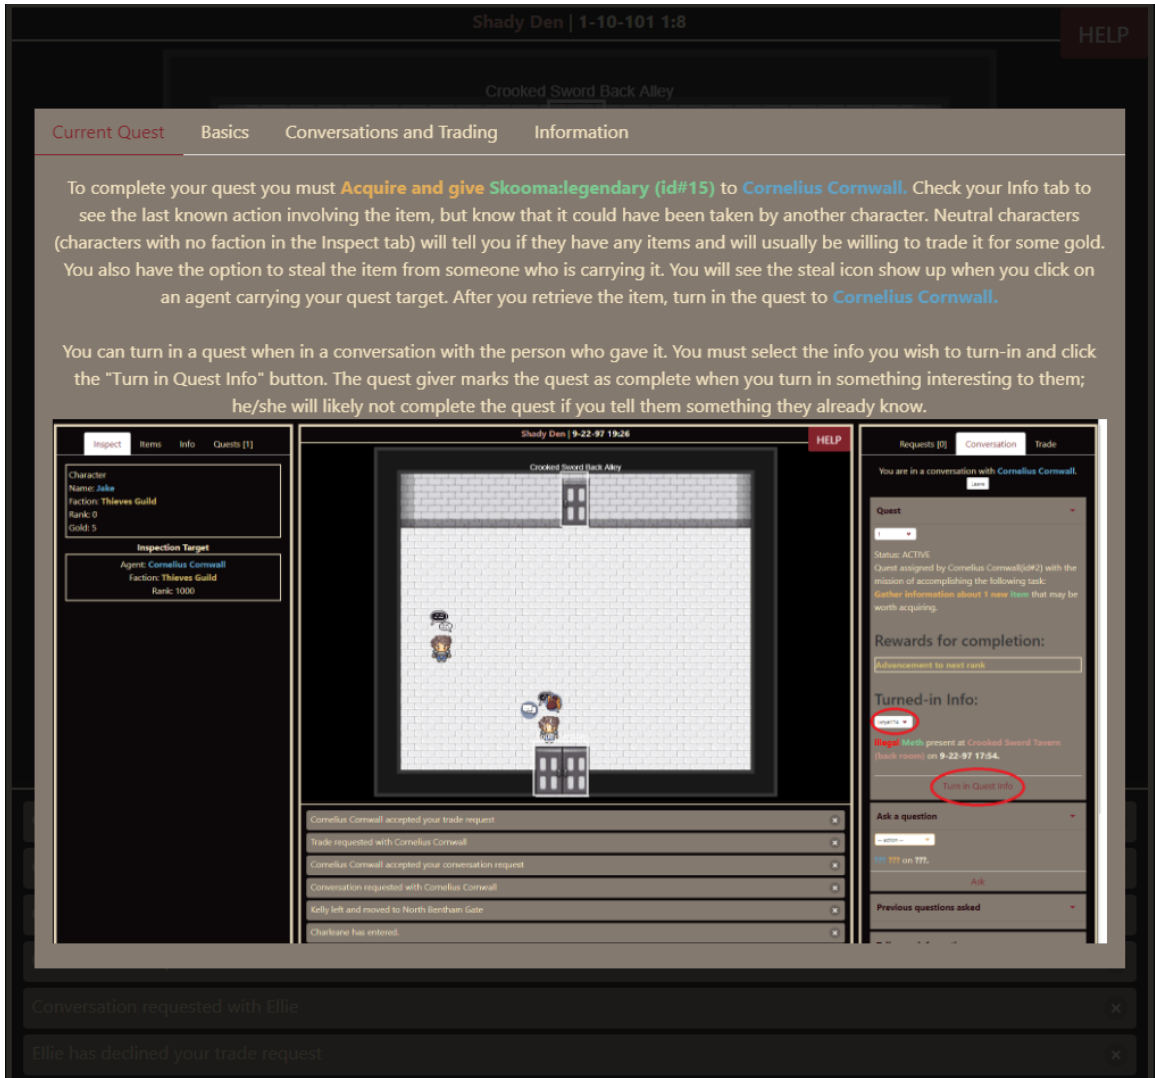 Shady Den | 1-10-101 1:8
HELP
Crooked Sword Back Alley
Current Quest Basics Conversations and Trading Information
To complete your quest you must Acquire and give Skooma:legendary (id#15) to Cornelius Cornwall. Check your Info tab to
see the last known action involving the item, but know that it could have been taken by another character. Neutral characters
(characters with no faction in the Inspect tab) will tell you if they have any items and will usually be willing to trade it for some gold.
You also have the option to steal the item from someone who is carrying it. You will see the steal icon show up when you click on
an agent carrying your quest target. After you retrieve the item, turn in the quest to Cornelius Cornwall.
You can turn in a quest when in a conversation with the person who gave it. You must select the info you wish to turn-in and click
the "Turn in Quest Info" button. The quest giver marks the quest as complete when you turn in something interesting to them;
he/she will likely not complete the quest if you tell them something they already know.
Inspect Items Info Quests [1]
Character
Name: Jake
Faction: Thieves Guild
Rank: 0
Gold: 5
Inspection Target
Agent: Cornelius Cornwall
Faction: Thieves Guild
Rank: 1000
Shady Den | 9-22-97 19:26
HELP
Crooked Sword Back Alley
Cornelius Cornwall accepted your trade request
Trade requested with Cornelius Cornwall
Cornelius Cornwall accepted your conversation request
Conversation requested with Cornelius Cornwall
Kelly left and moved to North Bentham Gate
Charleane has entered.
Requests [0] Conversation Trade
You are in a conversation with Cornelius Cornwall.
Leave
Quest
1
Status: ACTIVE
Quest assigned by Cornelius Cornwall(id#2) with the
mission of accomplishing the following task:
Gather information about 1 new item that may be
worth acquiring.
Rewards for completion:
Advancement to next rank
Turned-in Info:
Illegal Meth present at Crooked Sword Tavern
(back room) on 9-22-97 17:54.
Turn in Quest Info
Ask a question
-- action --
??? ??? on ???.
Ask
Previous questions asked
Conversation requested with Ellie
Ellie has declined your trade request